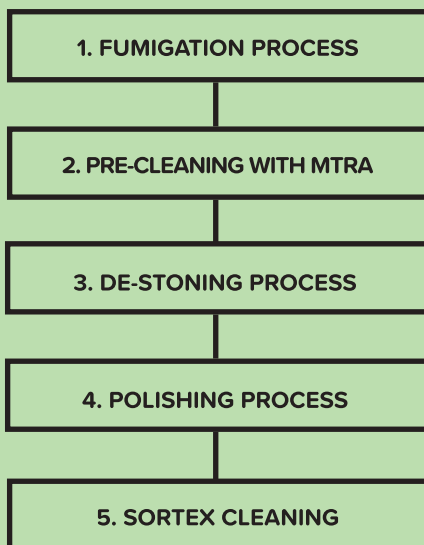 1. FUMIGATION PROCESS
2. PRE-CLEANING WITH MTRA
3. DE-STONING PROCESS
4. POLISHING PROCESS
5. SORTEX CLEANING